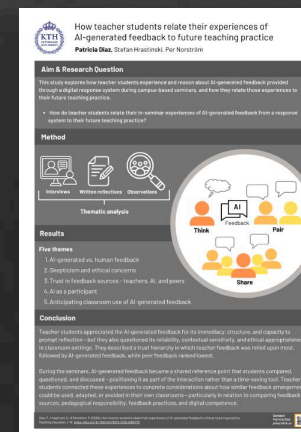 KTH
How teacher students relate their experiences of
AI-generated feedback to future teaching practice
Patricia Diaz, Stefan Hrastinski, Per Norström
Aim & Research Question
This study explores how teacher students experience and reason about AI-generated feedback provided
through a digital response system during campus-based seminars, and how they relate those experiences to
their future teaching practice.
• How do teacher students relate their in-seminar experiences of AI-generated feedback from a response
system to their future teaching practice?
Method
Interviews
Written reflections
Observations
Thematic analysis
AI
Feedback
Think
Pair
Share
Results
Five themes
1. AI-generated vs. human feedback
2. Skepticism and ethical concerns
3. Trust in feedback sources - teachers, AI, and peers
4. AI as a participant
5. Anticipating classroom use of AI-generated feedback
Conclusion
Teacher students appreciated the AI-generated feedback for its immediacy, structure, and capacity to
prompt reflection - but they also questioned its reliability, contextual sensitivity, and ethical appropriateness
in classroom settings. They described a trust hierarchy in which teacher feedback was relied upon most,
followed by AI-generated feedback, while peer feedback ranked lowest.
During the seminars, AI-generated feedback became a shared reference point that students compared,
questioned, and discussed - positioning it as part of the interaction rather than a time-saving tool. Teacher
students connected these experiences to concrete considerations about how similar feedback arrangements
could be used, adapted, or avoided in their own classrooms - particularly in relation to comparing feedback
sources, pedagogical responsibility, feedback practices, and digital competence.